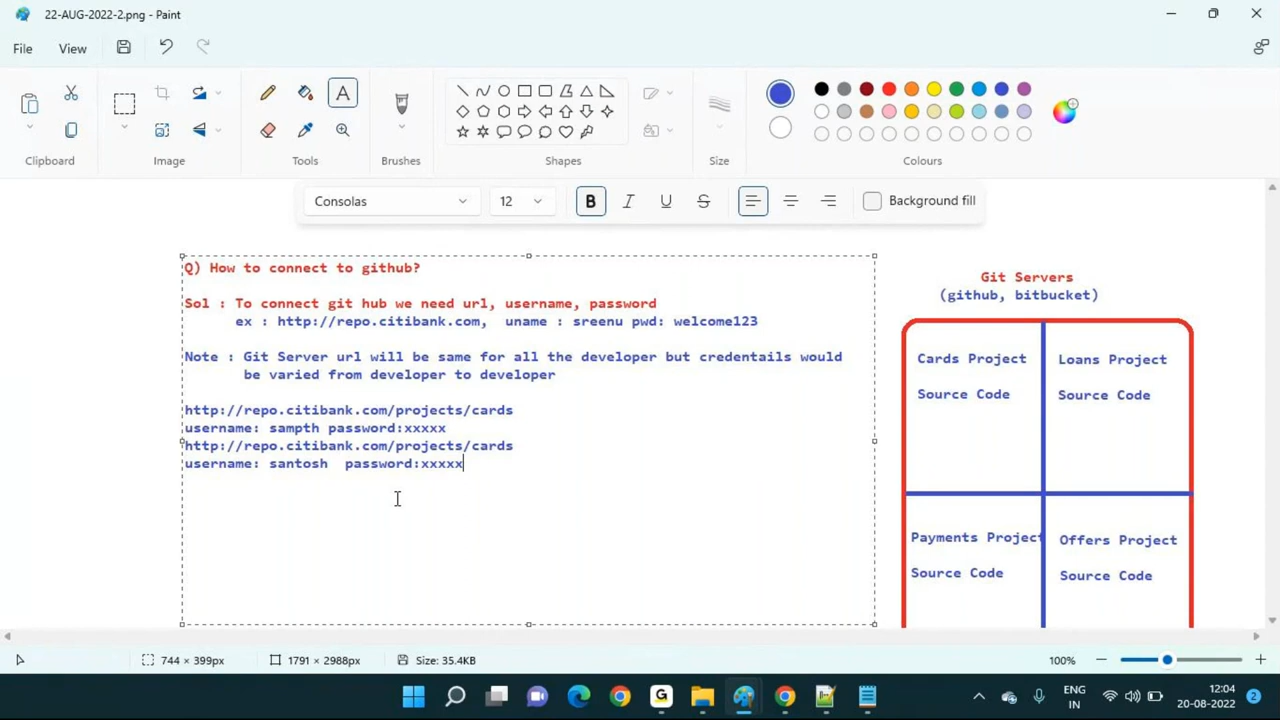 22-AUG-2022-2.png - Paint
File
View
Clipboard
Image
Tools
Brushes
Shapes
Size
Colours
Consolas
12
B
I
U
S
Background fill
Q) How to connect to github?
Sol : To connect git hub we need url, username, password
ex : http://repo.citibank.com, uname : sreenu pwd: welcome123
Note : Git Server url will be same for all the developer but credentails would
be varied from developer to developer
http://repo.citibank.com/projects/cards
username: sampth password:xxxxx
http://repo.citibank.com/projects/cards
username: santosh password:xxxxx
Git Servers
(github, bitbucket)
Cards Project
Source Code
Loans Project
Source Code
Payments Project
Source Code
Offers Project
Source Code
744 × 399px
1791 × 2988px
Size: 35.4KB
100%
ENG
IN
12:04
20-08-2022
2